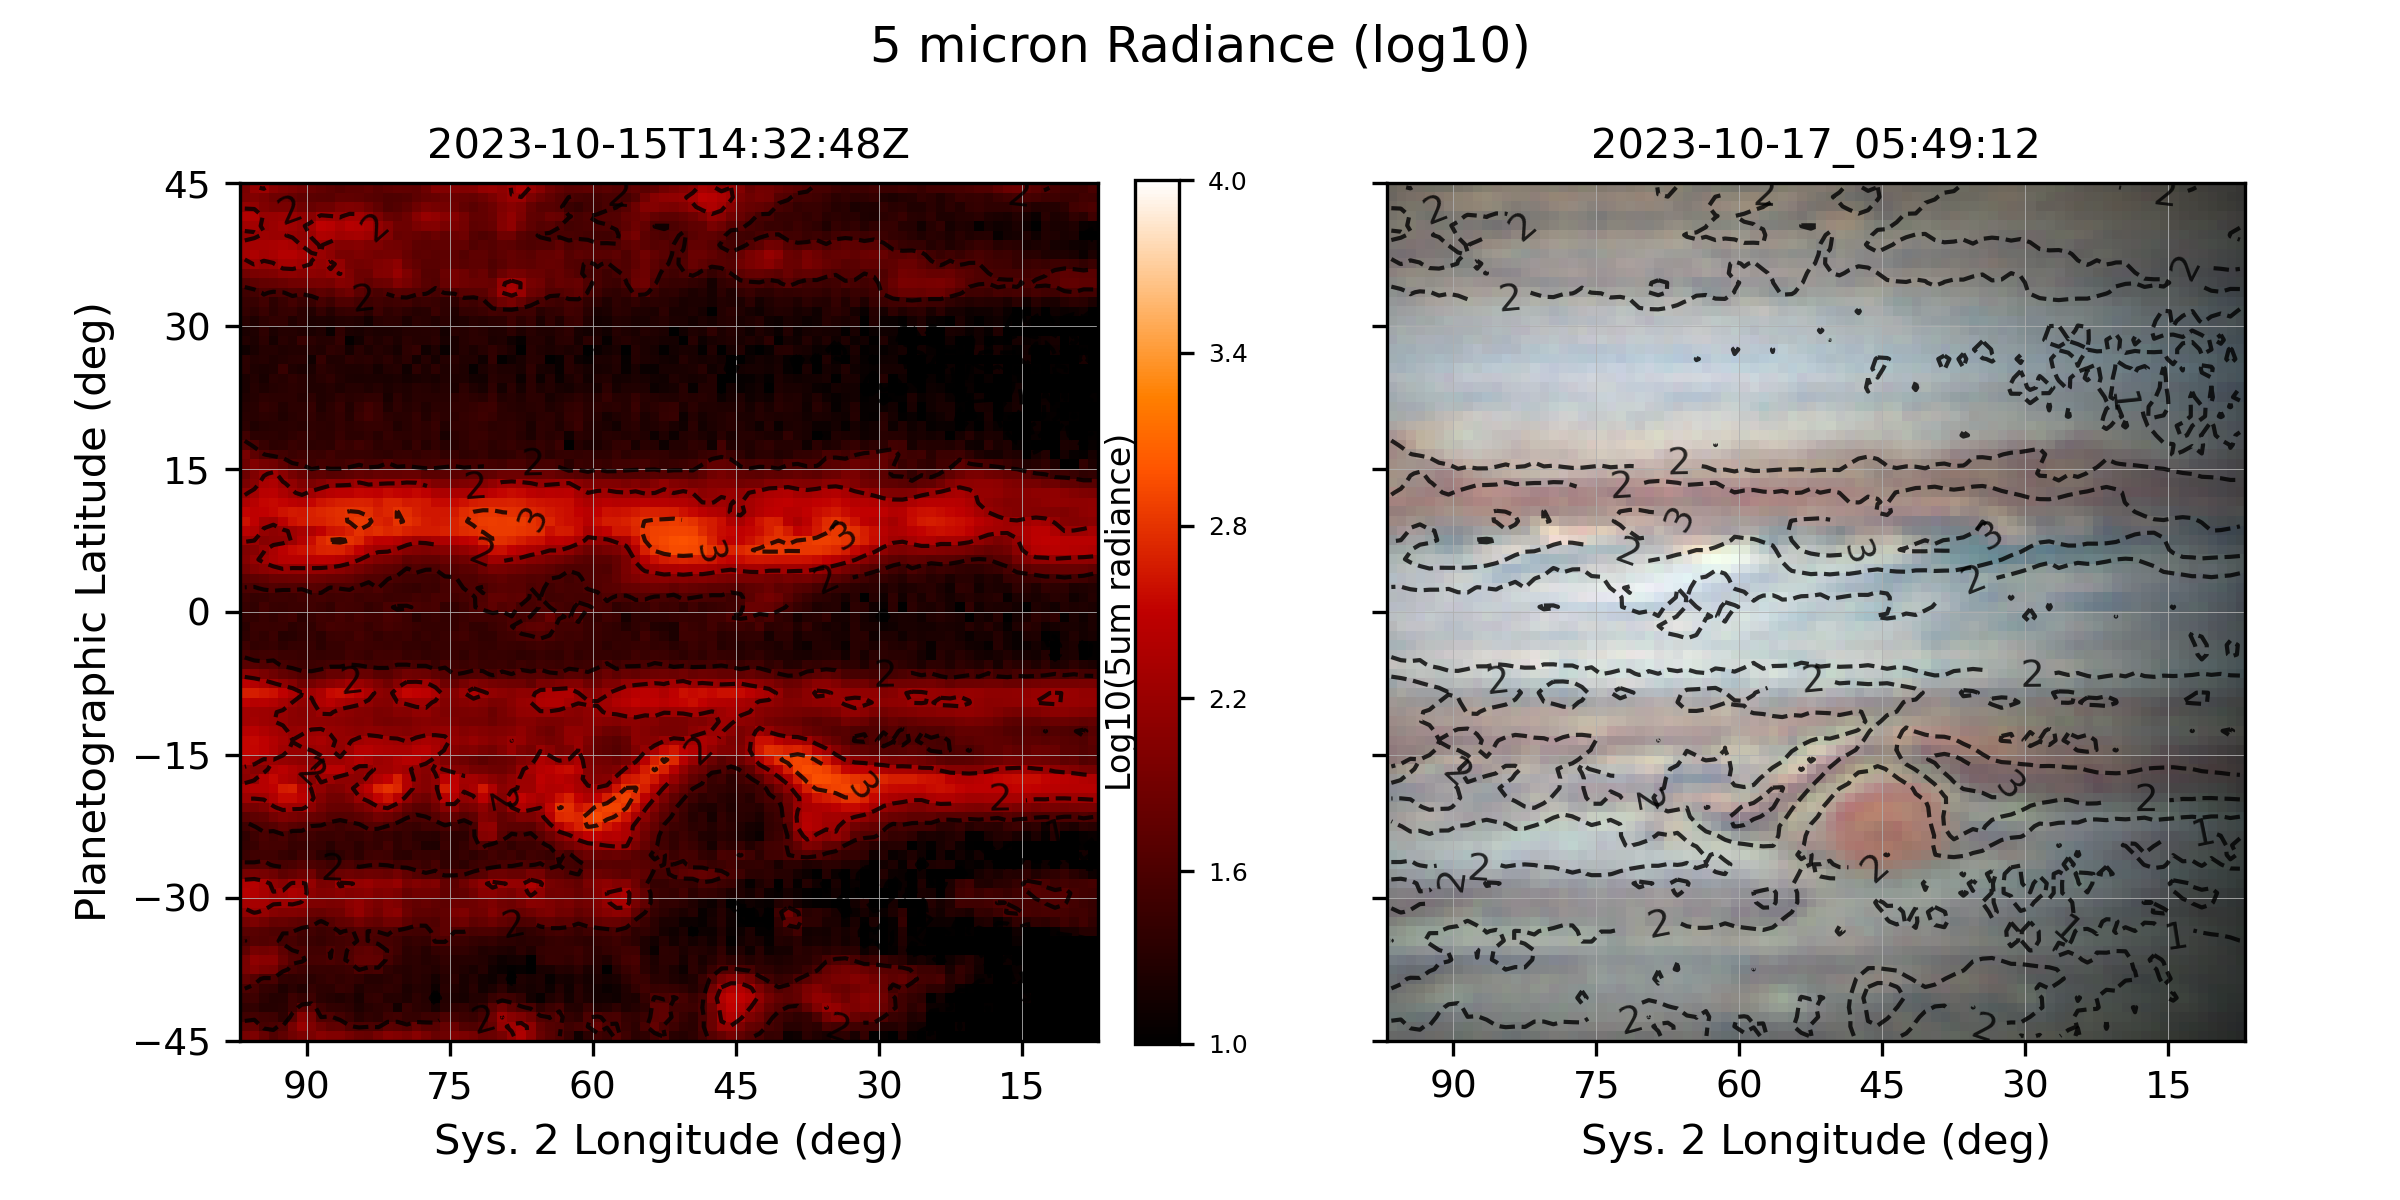 5 micron Radiance (log10)
2023-10-15T14:32:48Z
2023-10-17_05:49:12
Planetographic Latitude (deg)
45
30
15
0
−15
−30
−45
90 75 60 45 30 15
Sys. 2 Longitude (deg)
Log10(5um radiance)
4.0
3.4
2.8
2.2
1.6
1.0
90 75 60 45 30 15
Sys. 2 Longitude (deg)